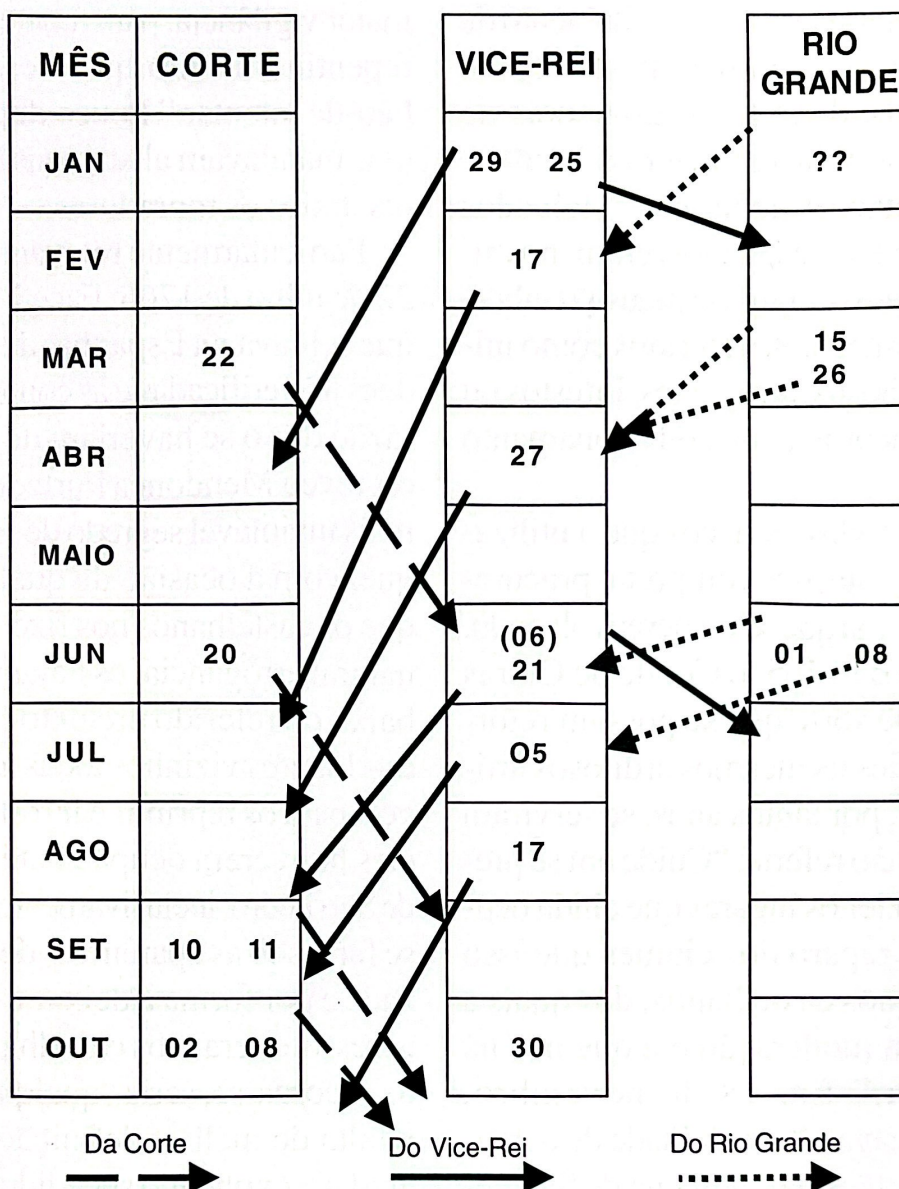 MÊS CORTE VICE-REI RIO GRANDE
JAN 29 25 ??
FEV 17
MAR 22 15
26
ABR 27
MAIO
JUN 20 (06) 01 08
21
JUL O5
AGO 17
SET 10 11
OUT 02 08 30
Da Corte Do Vice-Rei Do Rio Grande